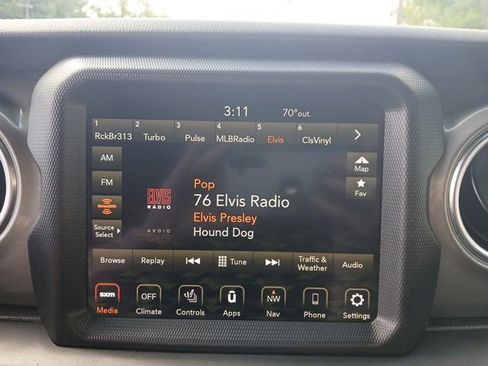 3:11 70°out.
1 2 3 4 5 6
RckBr313 Turbo Pulse MLBRadio Elvis ClsVinyl
AM
FM
Source
Select
ELVIS
RADIO
Pop
76 Elvis Radio
Elvis Presley
Hound Dog
Map
Fav
Browse Replay Tune Traffic & Weather Audio
sxm OFF NW
Media Climate Controls Apps Nav Phone Settings